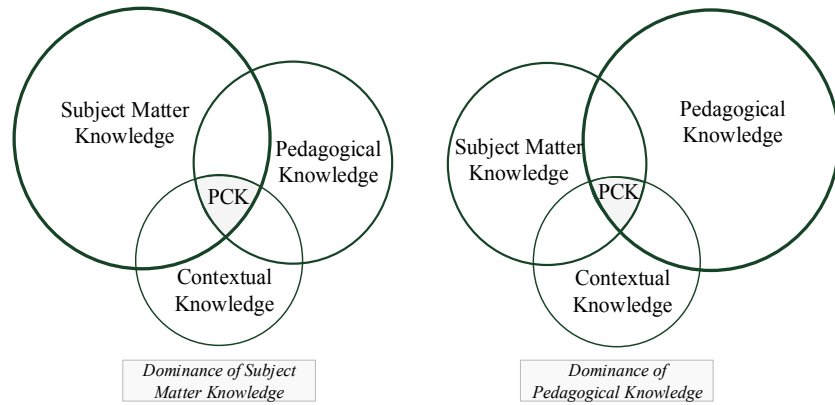 Subject Matter
Knowledge
Pedagogical
Knowledge
PCK
Contextual
Knowledge
Dominance of Subject
Matter Knowledge
Pedagogical
Knowledge
Subject Matter
Knowledge
PCK
Contextual
Knowledge
Dominance of
Pedagogical Knowledge